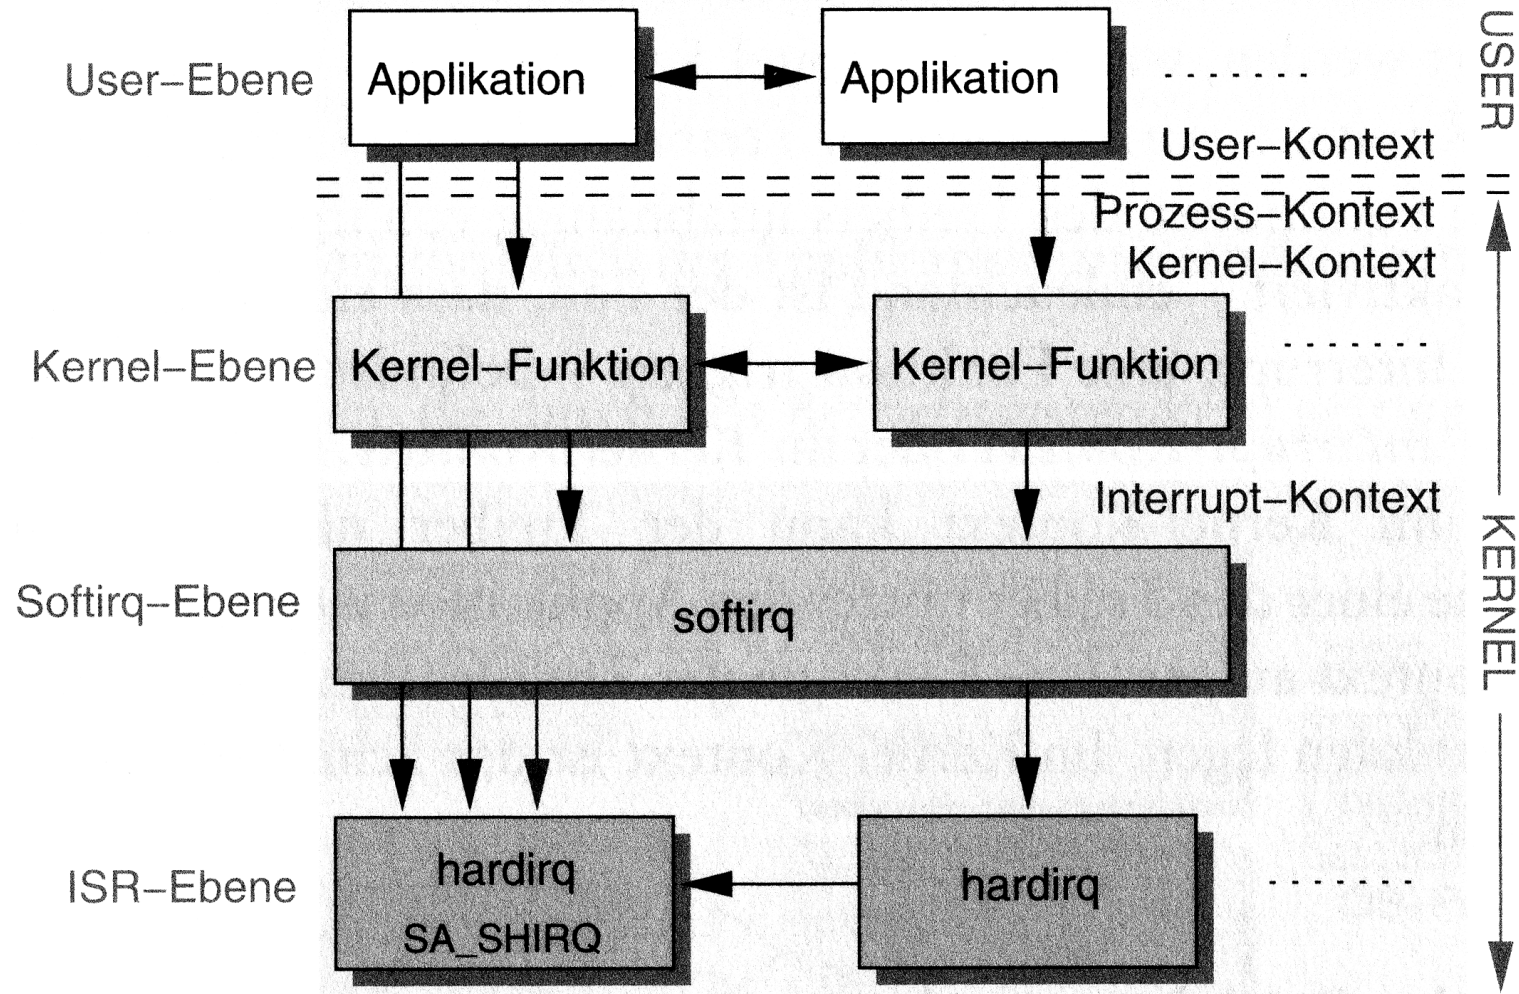 User–Ebene
Applikation
Applikation
USER
User–Kontext
Prozess–Kontext
Kernel–Kontext
Kernel–Ebene
Kernel–Funktion
Kernel–Funktion
Interrupt–Kontext
KERNEL
Softirq–Ebene
softirq
ISR–Ebene
hardirq
SA_SHIRQ
hardirq